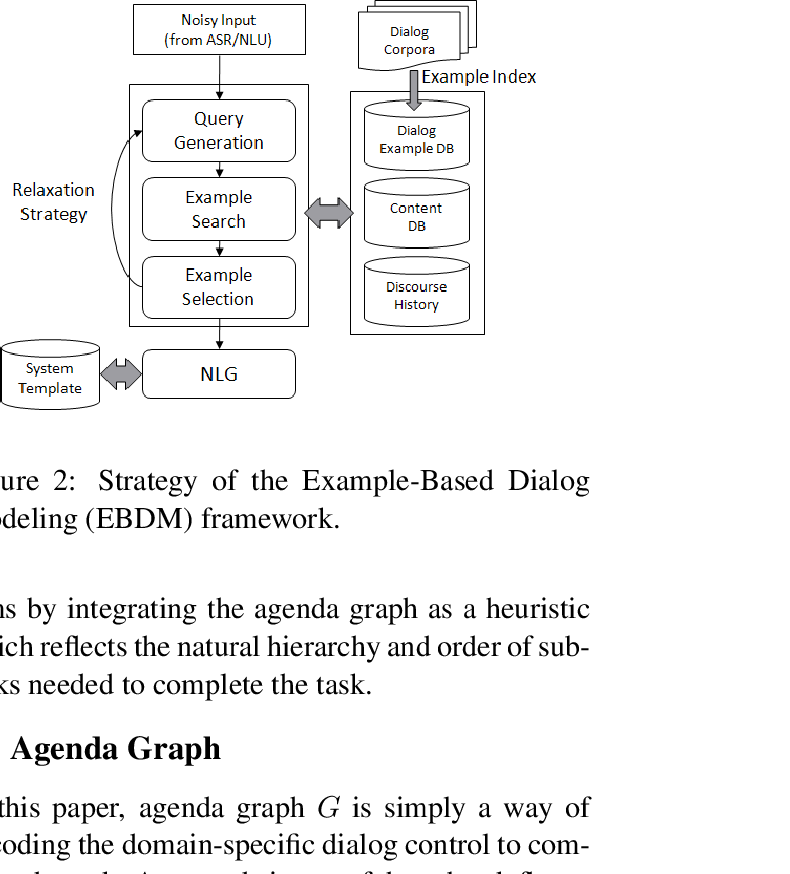 Noisy Input
(from ASR/NLU)
Dialog
Corpora
Example Index
Query
Generation
Dialog
Example DB
Relaxation
Strategy
Example
Search
Content
DB
Example
Selection
Discourse
History
System
Template
NLG
ure 2: Strategy of the Example-Based Dialog
deling (EBDM) framework.
ns by integrating the agenda graph as a heuristic
ich reflects the natural hierarchy and order of sub-
ks needed to complete the task.
Agenda Graph
this paper, agenda graph G is simply a way of
coding the domain-specific dialog control to com-